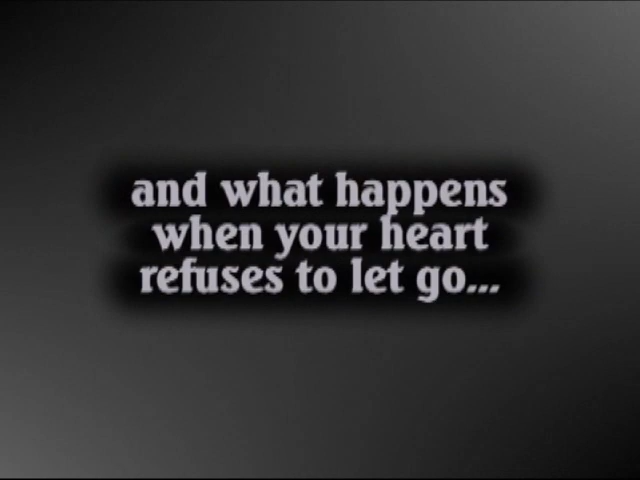 and what happens
when your heart
refuses to let go...